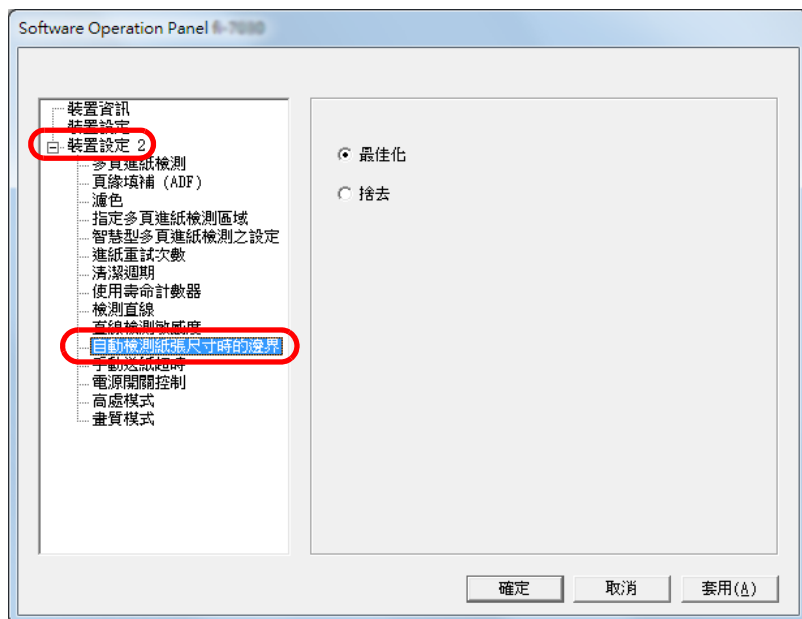 Software Operation Panel
裝置資訊
裝置設定
裝置設定 2
多頁進紙檢測
頁緣填補 (ADF)
濾色
指定多頁進紙檢測區域
智慧型多頁進紙檢測之設定
進紙重試次數
清潔週期
使用壽命計數器
檢測直線
直線檢測敏感度
自動檢測紙張尺寸時的邊界
手動送紙超時
電源開關控制
高處模式
畫質模式
最佳化
捨去
確定
取消
套用(A)